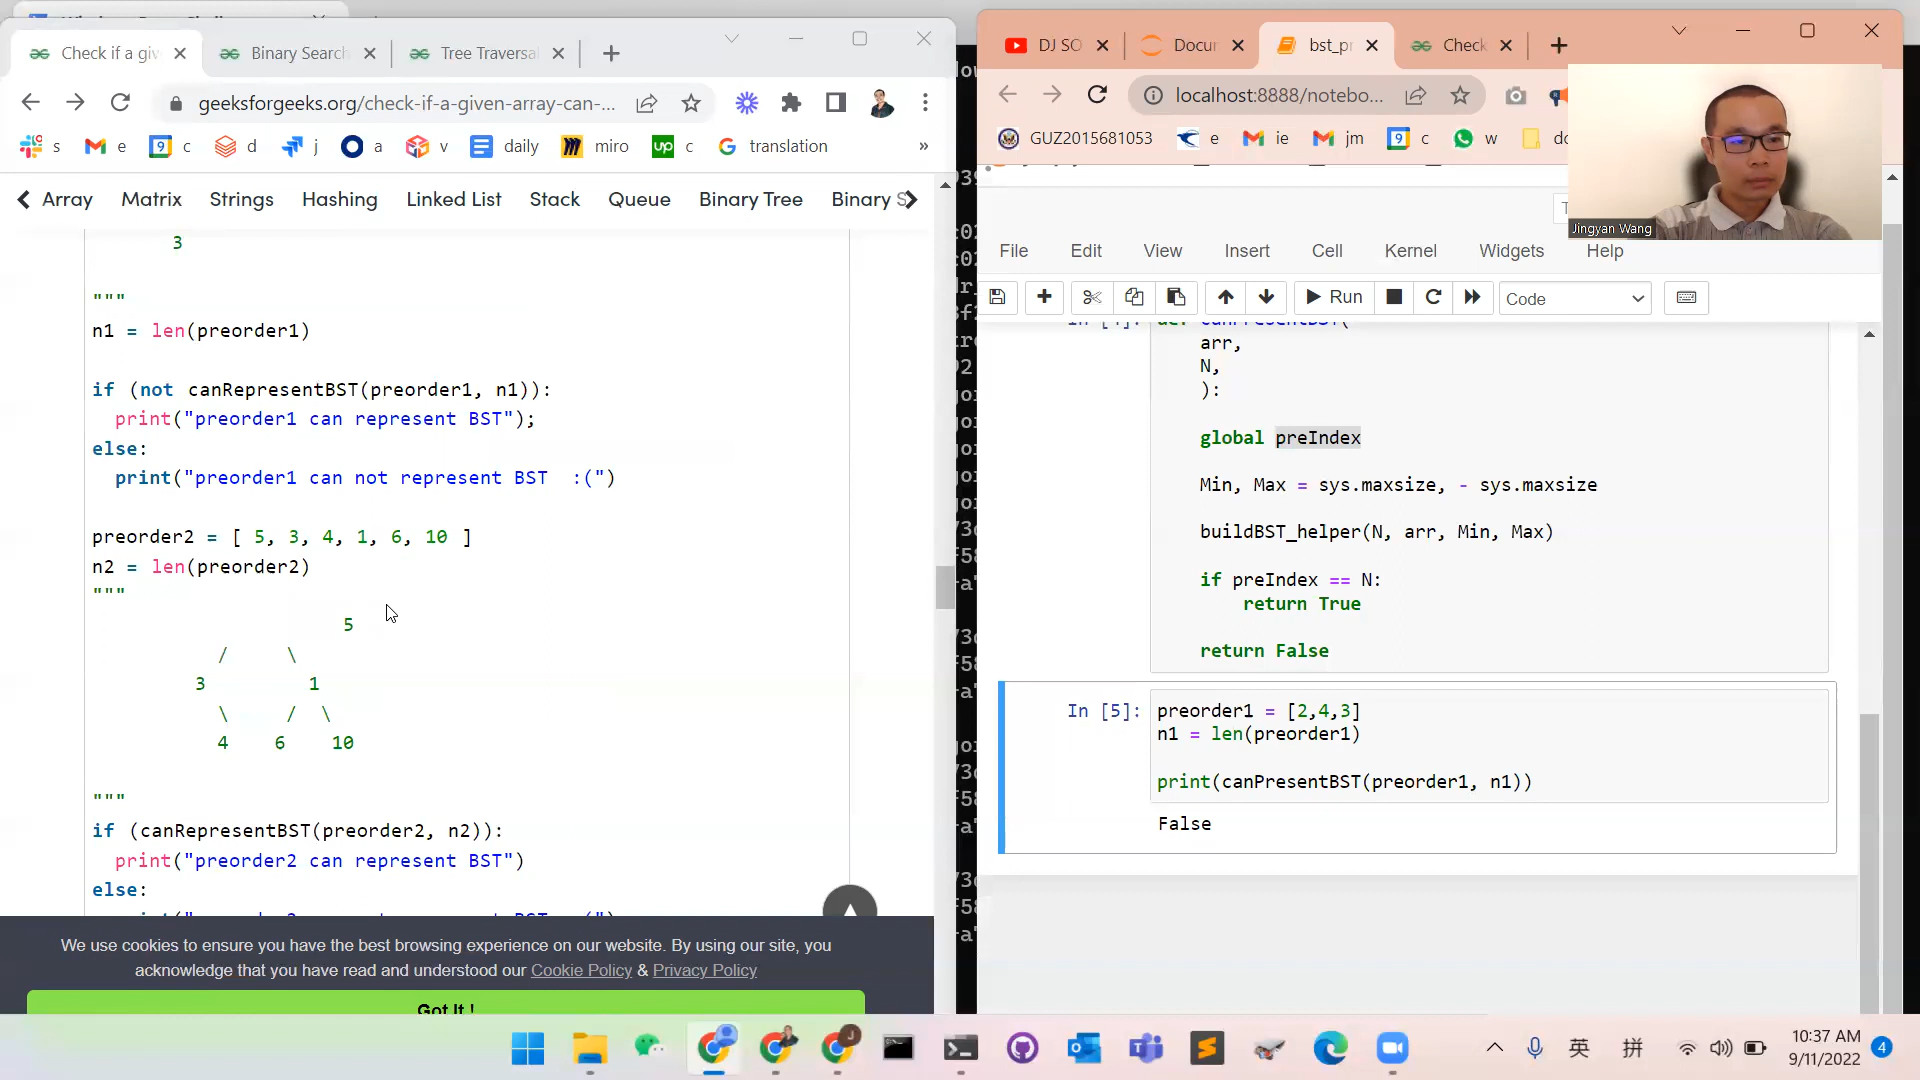 Check if a giv
Binary Search
Tree Traversa
geeksforgeeks.org/check-if-a-given-array-can-...
s
e
c
d
j
a
v
daily
miro
c
translation
»
Array
Matrix
Strings
Hashing
Linked List
Stack
Queue
Binary Tree
Binary S
3
"""
n1 = len(preorder1)
if (not canRepresentBST(preorder1, n1)):
print("preorder1 can represent BST");
else:
print("preorder1 can not represent BST  :(")
preorder2 = [ 5, 3, 4, 1, 6, 10 ]
n2 = len(preorder2)
"""
5
/ \
3 1
\ / \
4 6 10
"""
if (canRepresentBST(preorder2, n2)):
print("preorder2 can represent BST")
else:
We use cookies to ensure you have the best browsing experience on our website. By using our site, you
acknowledge that you have read and understood our Cookie Policy & Privacy Policy
Got It !
DJ SO
Docur
bst_pr
Check
localhost:8888/notebo...
GUZ2015681053
e
ie
jm
c
w
dc
Jingyan Wang
File
Edit
View
Insert
Cell
Kernel
Widgets
Help
Run
Code
arr,
N,
):
global preIndex
Min, Max = sys.maxsize, - sys.maxsize
buildBST_helper(N, arr, Min, Max)
if preIndex == N:
return True
return False
In [5]:
preorder1 = [2,4,3]
n1 = len(preorder1)
print(canPresentBST(preorder1, n1))
False
英
拼
10:37 AM
9/11/2022
4